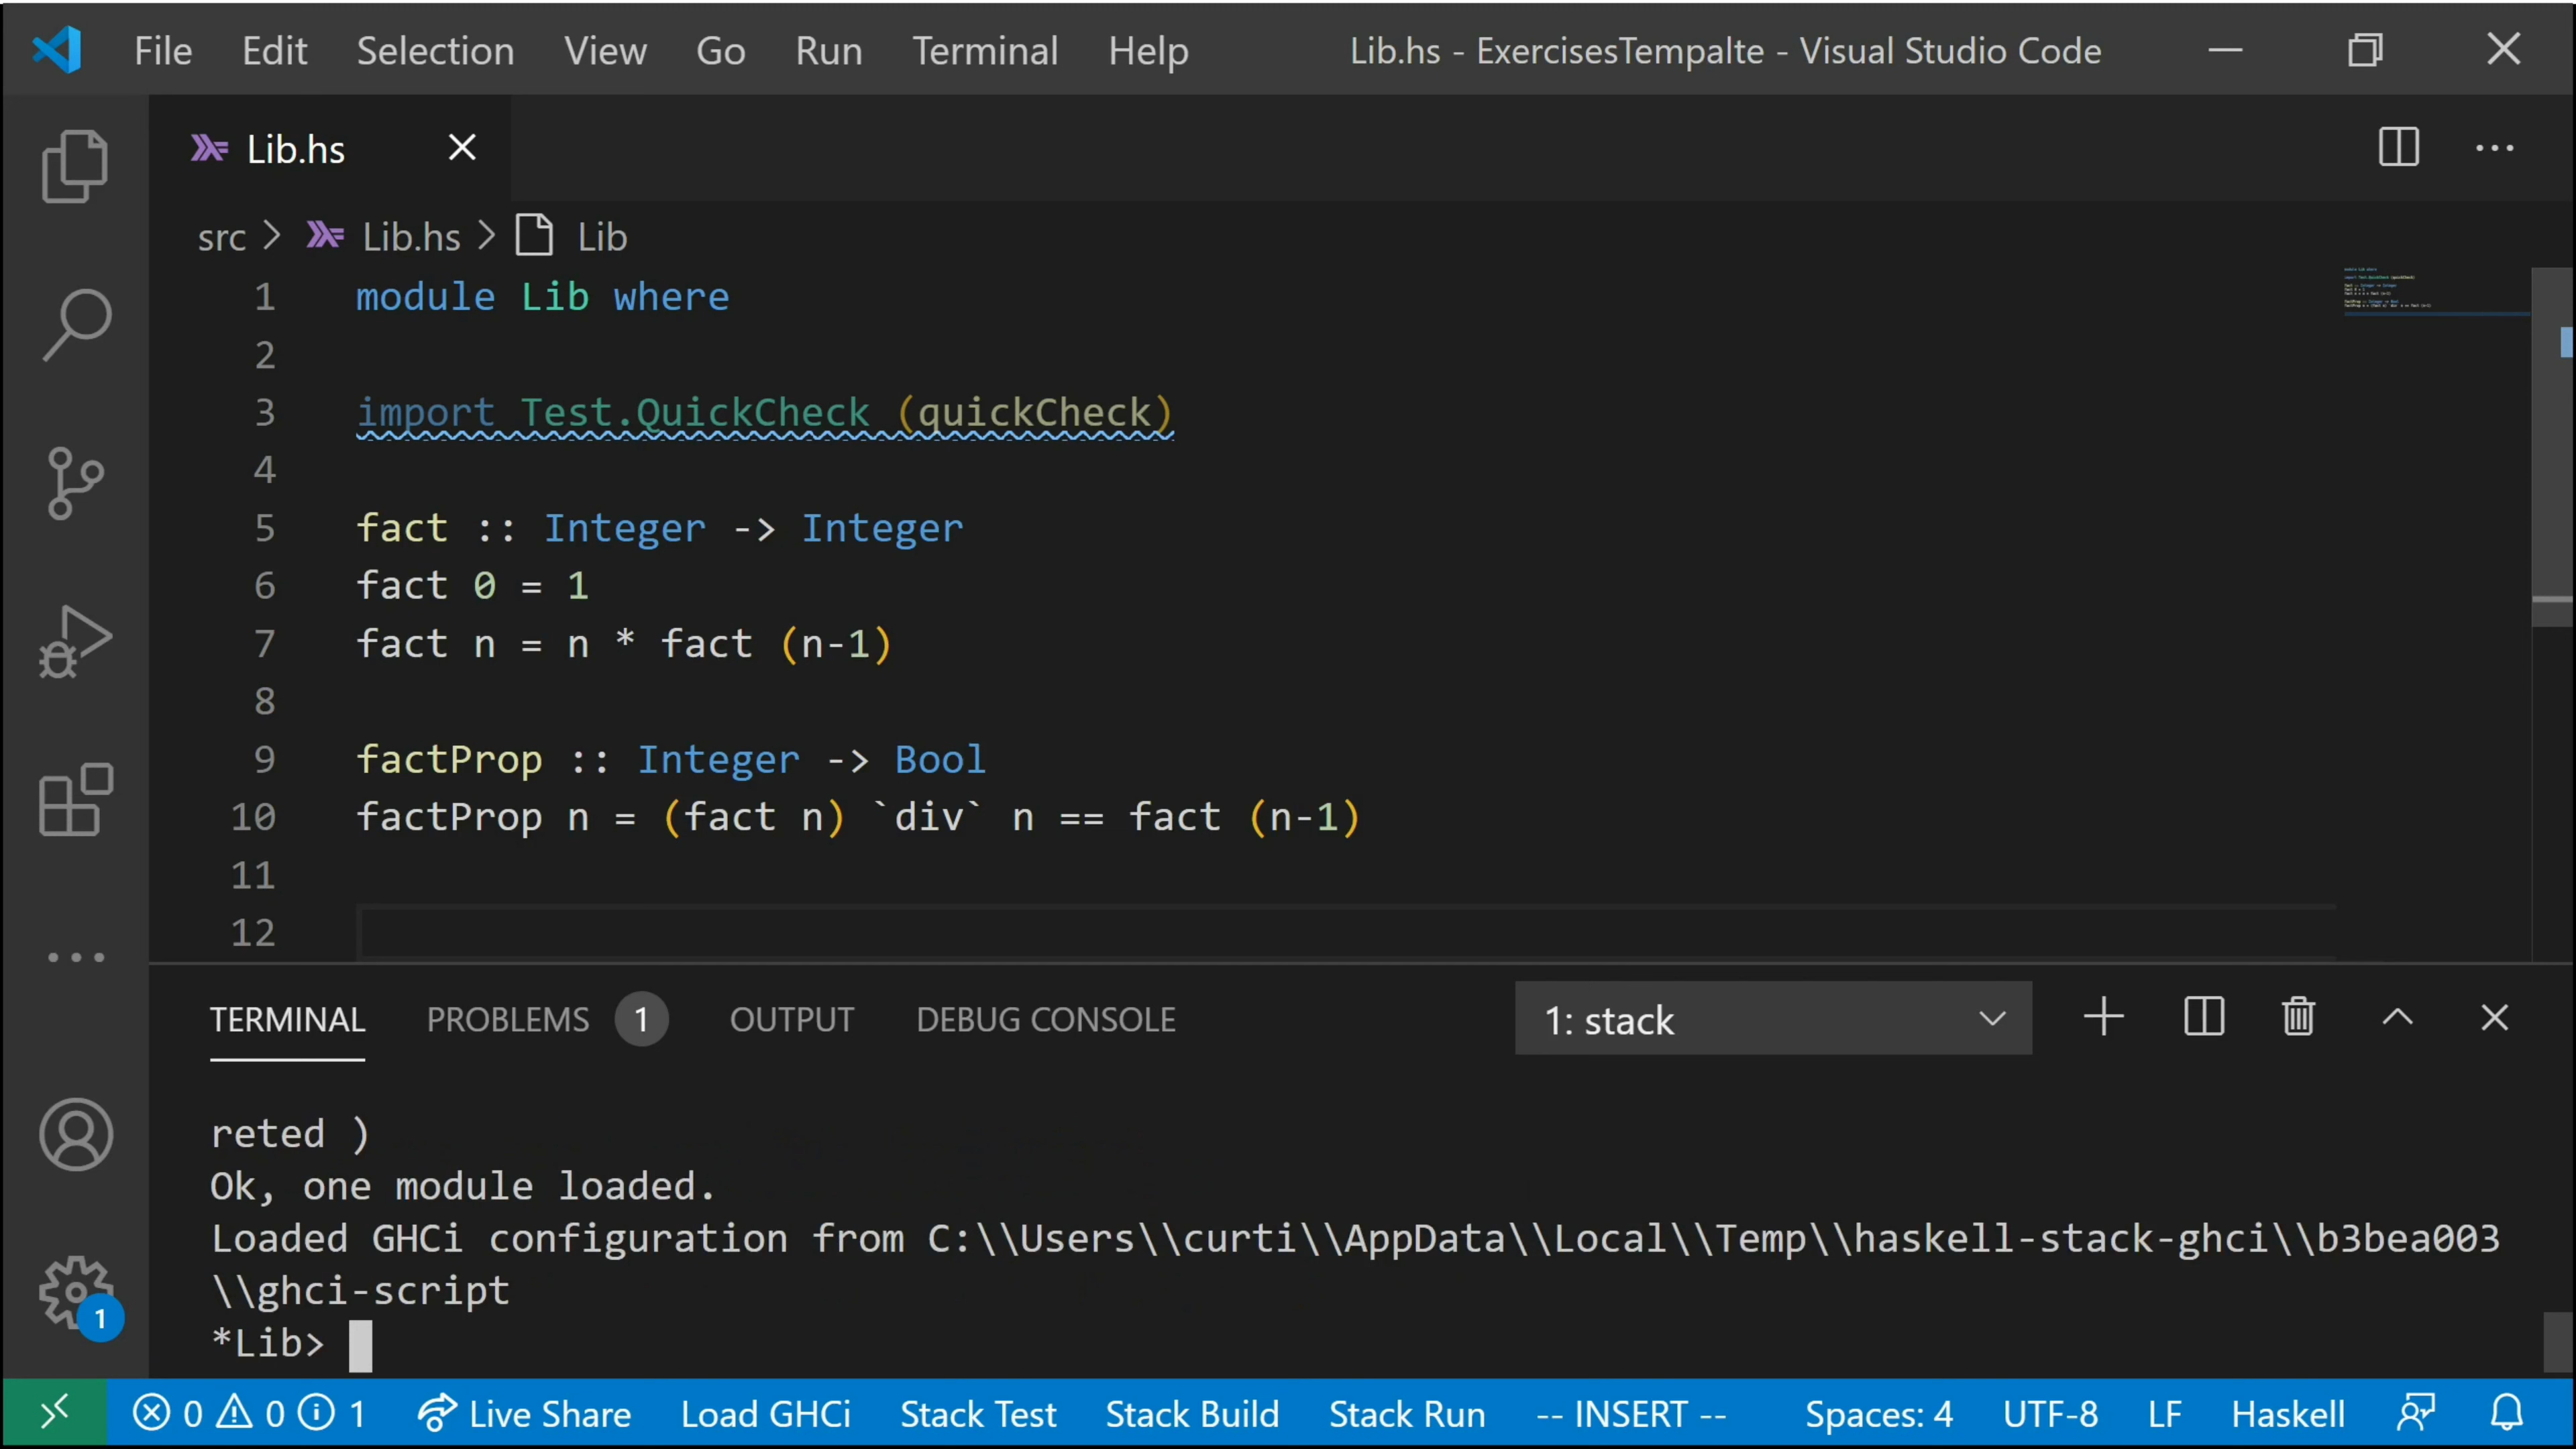 File Edit Selection View Go Run Terminal Help Lib.hs - ExercisesTempalte - Visual Studio Code
Lib.hs
src > Lib.hs > Lib
1 module Lib where
2
3 import Test.QuickCheck (quickCheck)
4
5 fact :: Integer -> Integer
6 fact 0 = 1
7 fact n = n * fact (n-1)
8
9 factProp :: Integer -> Bool
10 factProp n = (fact n) `div` n == fact (n-1)
11
12
TERMINAL PROBLEMS 1 OUTPUT DEBUG CONSOLE 1: stack
reted )
Ok, one module loaded.
Loaded GHCi configuration from C:\\Users\\curti\\AppData\\Local\\Temp\\haskell-stack-ghci\\b3bea003
\\ghci-script
*Lib>
1
0 0 1 Live Share Load GHCi Stack Test Stack Build Stack Run -- INSERT -- Spaces: 4 UTF-8 LF Haskell